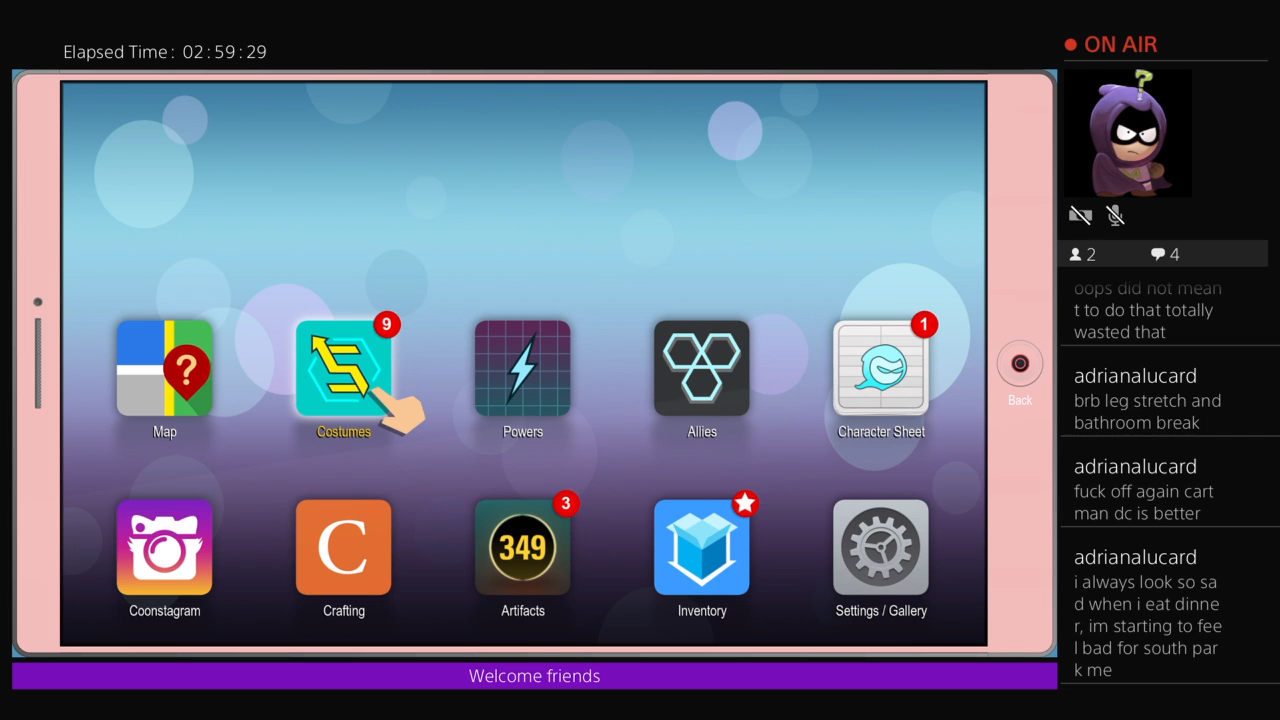 Elapsed Time: 02:59:29
ON AIR
?
2
4
oops did not mean
t to do that totally
wasted that
adrianalucard
brb leg stretch and
bathroom break
adrianalucard
fuck off again cart
man dc is better
adrianalucard
i always look so sa
d when i eat dinne
r, im starting to fee
l bad for south par
k me
?
9
1
Map
Costumes
Powers
Allies
Character Sheet
Back
C
349
3
Coonstagram
Crafting
Artifacts
Inventory
Settings / Gallery
Welcome friends